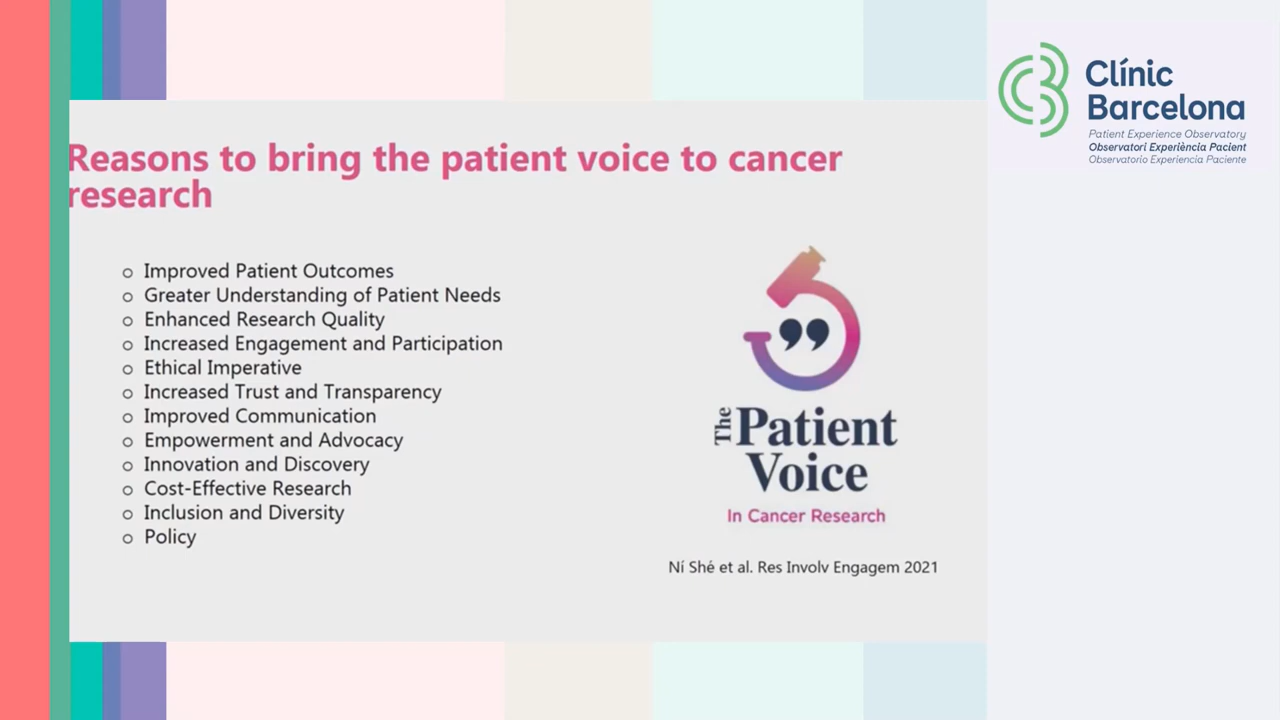 Clínic
Barcelona
Patient Experience Observatory
Observatori Experiència Pacient
Observatorio Experiencia Paciente
Reasons to bring the patient voice to cancer
research
Improved Patient Outcomes
Greater Understanding of Patient Needs
Enhanced Research Quality
Increased Engagement and Participation
Ethical Imperative
Increased Trust and Transparency
Improved Communication
Empowerment and Advocacy
Innovation and Discovery
Cost-Effective Research
Inclusion and Diversity
Policy
The Patient
Voice
In Cancer Research
Ní Shé et al. Res Involv Engagem 2021